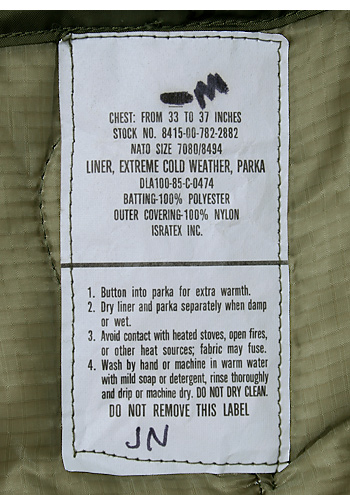 -M
CHEST: FROM 33 TO 37 INCHES
STOCK NO. 8415-00-782-2882
NATO SIZE 7080/8494
LINER, EXTREME COLD WEATHER, PARKA
DLA100-85-C-0474
BATTING-100% POLYESTER
OUTER COVERING-100% NYLON
ISRATEX INC.
1. Button into parka for extra warmth.
2. Dry liner and parka separately when damp
or wet.
3. Avoid contact with heated stoves, open fires,
or other heat sources; fabric may fuse.
4. Wash by hand or machine in warm water
with mild soap or detergent, rinse thoroughly
and drip or machine dry. DO NOT DRY CLEAN.
DO NOT REMOVE THIS LABEL
JN